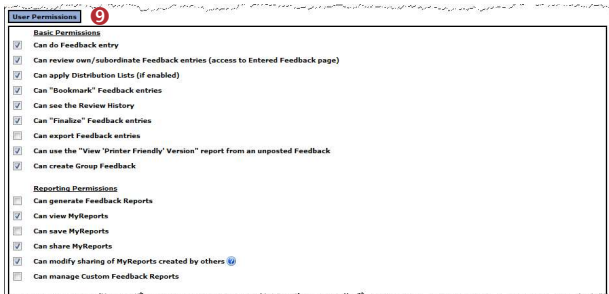 User Permissions 9
Basic Permissions
Can do Feedback entry
Can review own/subordinate Feedback entries (access to Entered Feedback page)
Can apply Distribution Lists (if enabled)
Can "Bookmark" Feedback entries
Can see the Review History
Can "Finalize" Feedback entries
Can export Feedback entries
Can use the "View 'Printer Friendly' Version" report from an unposted Feedback
Can create Group Feedback
Reporting Permissions
Can generate Feedback Reports
Can view MyReports
Can save MyReports
Can share MyReports
Can modify sharing of MyReports created by others ?
Can manage Custom Feedback Reports